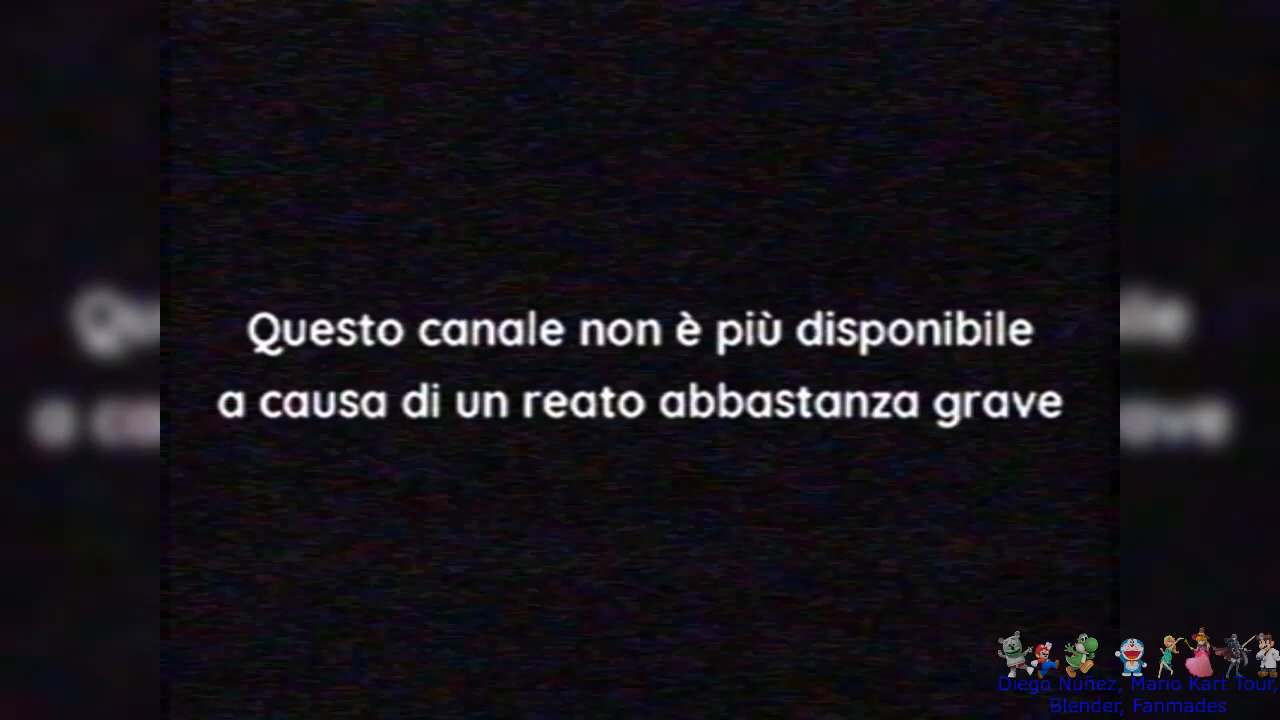 Questo canale non è più disponibile
a causa di un reato abbastanza grave
Diego Nuñez, Mario Kart Tour,
Blender, Fanmades